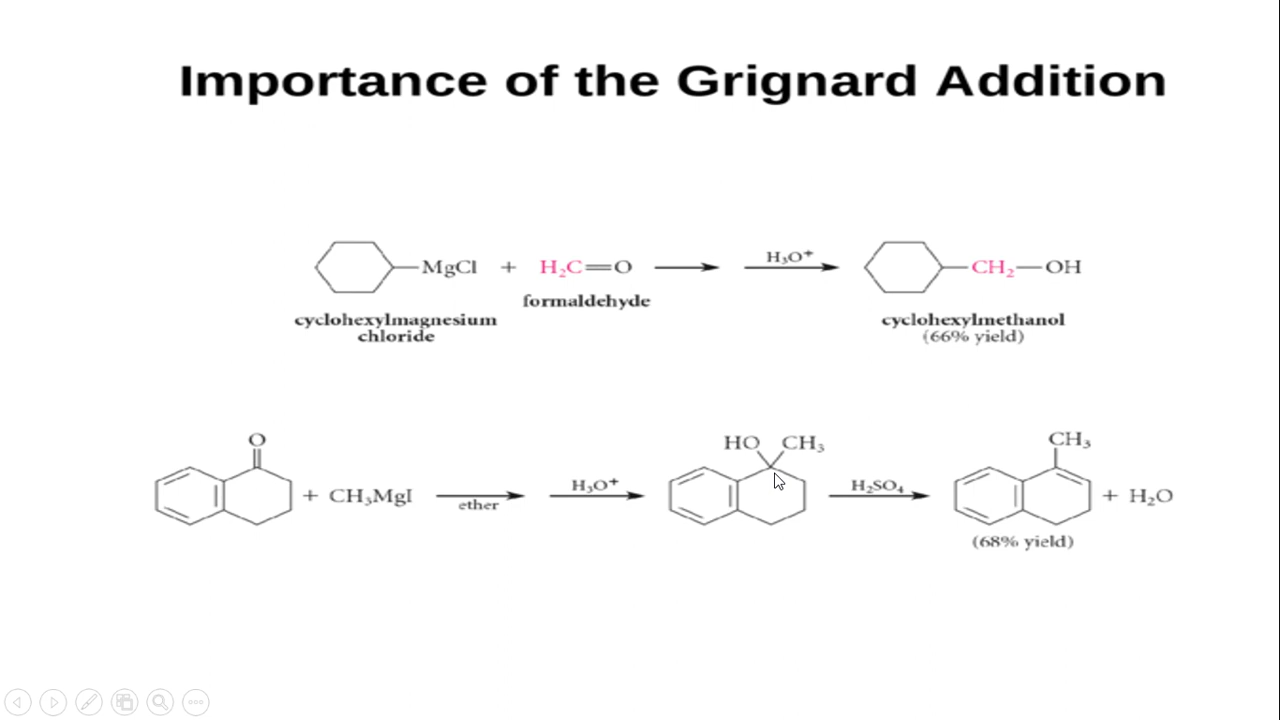 Importance of the Grignard Addition
MgCl + H₂C=O H₃O⁺ CH₂—OH
formaldehyde
cyclohexylmagnesium cyclohexylmethanol
chloride (66% yield)
O HO CH₃ CH₃
+ CH₃MgI ether H₃O⁺ H₂SO₄ + H₂O
(68% yield)